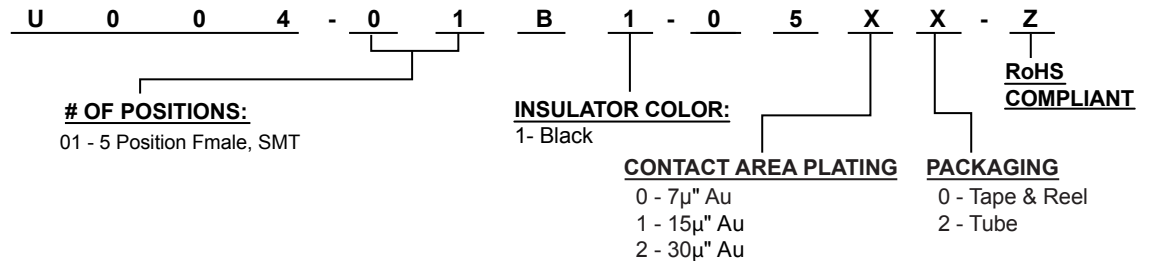 U 0 0 4 - 0 1 B 1 - 0 5 X X - Z
RoHS
COMPLIANT
# OF POSITIONS:
01 - 5 Position Fmale, SMT
INSULATOR COLOR:
1- Black
CONTACT AREA PLATING
0 - 7µ" Au
1 - 15µ" Au
2 - 30µ" Au
PACKAGING
0 - Tape & Reel
2 - Tube